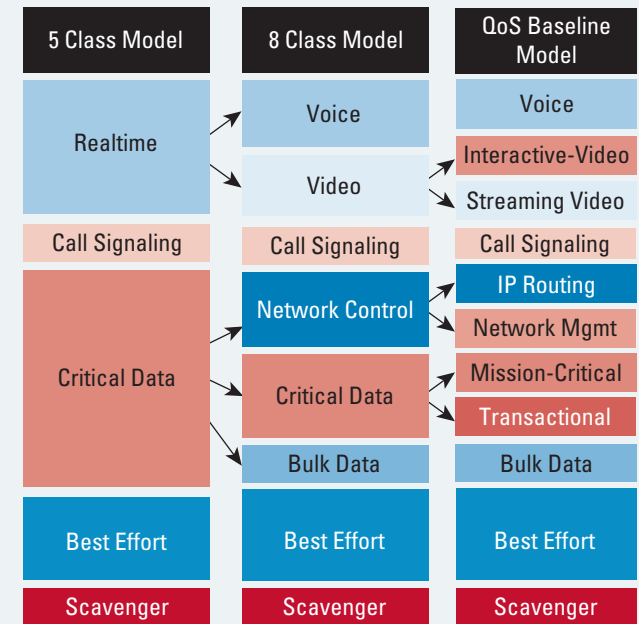 5 Class Model
Realtime
Call Signaling
Critical Data
Best Effort
Scavenger
8 Class Model
Voice
Video
Call Signaling
Network Control
Critical Data
Bulk Data
Best Effort
Scavenger
QoS Baseline
Model
Voice
Interactive-Video
Streaming Video
Call Signaling
IP Routing
Network Mgmt
Mission-Critical
Transactional
Bulk Data
Best Effort
Scavenger